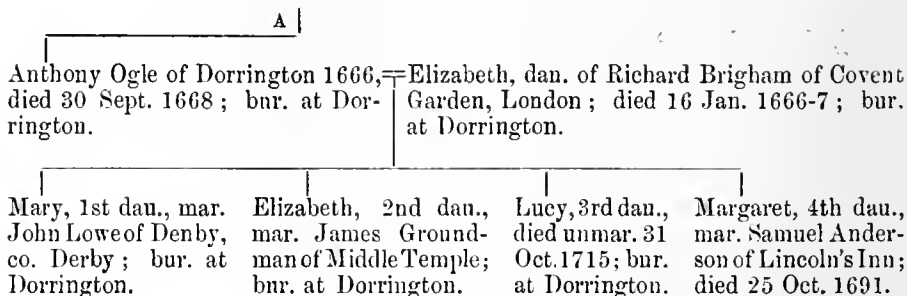 A
Anthony Ogle of Dorrington 1666,
died 30 Sept. 1668 ; bur. at Dor-
rington.
Elizabeth, dau. of Richard Brigham of Covent
Garden, London ; died 16 Jan. 1666-7 ; bur.
at Dorrington.
Mary, 1st dau., mar.
John Lowe of Denby,
co. Derby ; bur. at
Dorrington.
Elizabeth, 2nd dau.,
mar. James Ground-
man of Middle Temple;
bur. at Dorrington.
Lucy, 3rd dau.,
died unmar. 31
Oct. 1715; bur.
at Dorrington.
Margaret, 4th dau.,
mar. Samuel Ander-
son of Lincoln's Inn;
died 25 Oct. 1691.